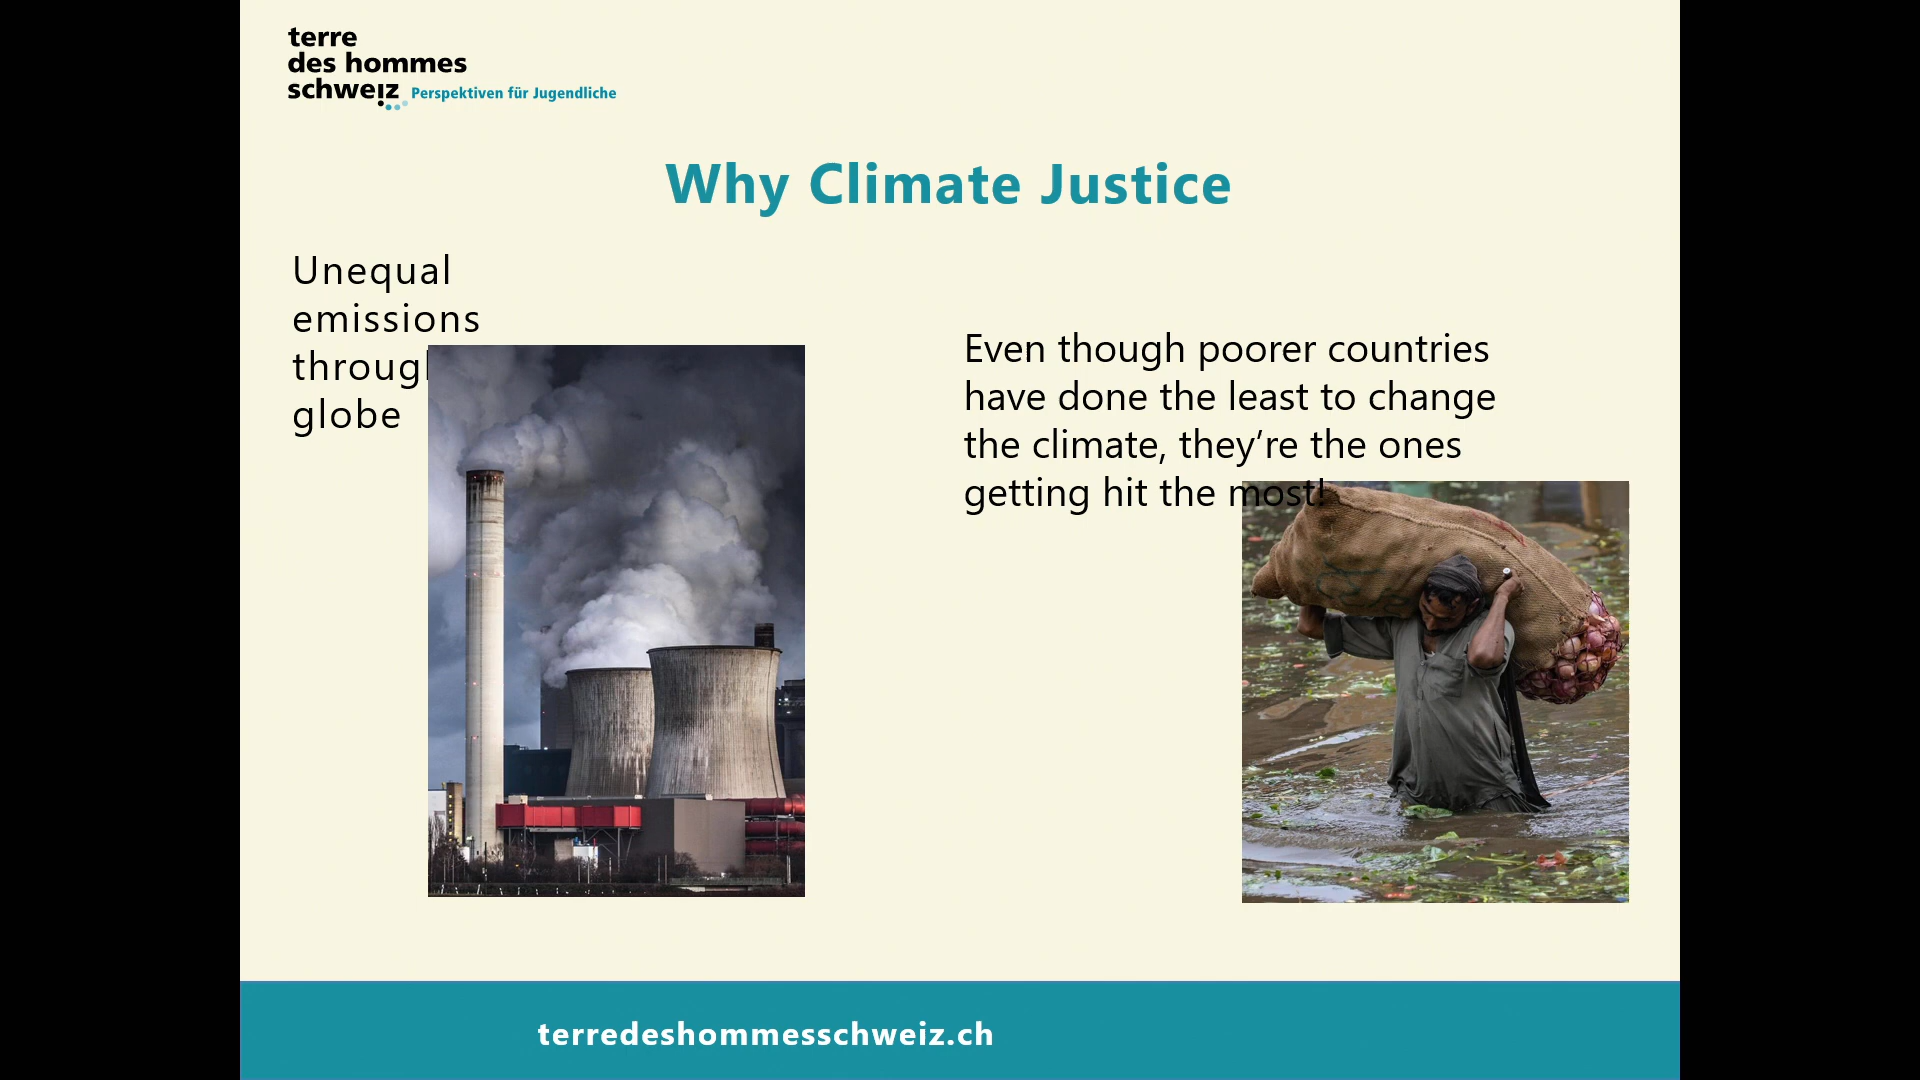 terre
des hommes
schweiz Perspektiven für Jugendliche
Why Climate Justice
Unequal
emissions
globe
Even though poorer countries
have done the least to change
the climate, they’re the ones
getting hit the most!
terredeshommesschweiz.ch